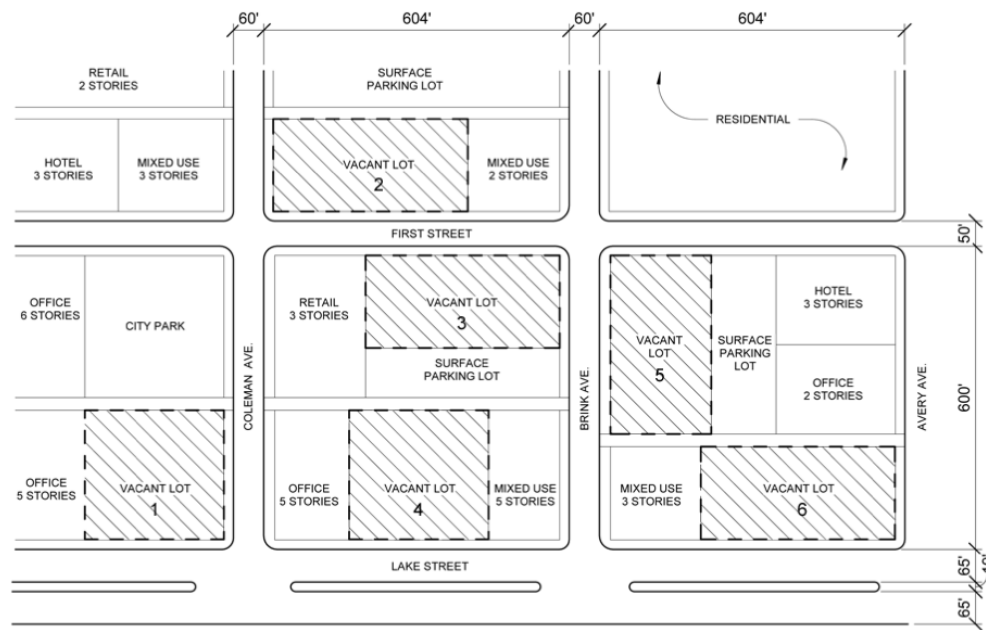 60'
604'
60'
604'
RETAIL
2 STORIES
SURFACE
PARKING LOT
RESIDENTIAL
HOTEL
3 STORIES
MIXED USE
3 STORIES
VACANT LOT
2
MIXED USE
2 STORIES
FIRST STREET
50'
OFFICE
6 STORIES
CITY PARK
COLEMAN AVE.
RETAIL
3 STORIES
VACANT LOT
3
SURFACE
PARKING LOT
BRINK AVE.
VACANT
LOT
5
SURFACE
PARKING
LOT
HOTEL
3 STORIES
OFFICE
2 STORIES
AVERY AVE.
600'
OFFICE
5 STORIES
VACANT LOT
1
OFFICE
5 STORIES
VACANT LOT
4
MIXED USE
5 STORIES
MIXED USE
3 STORIES
VACANT LOT
6
LAKE STREET
65'
65'